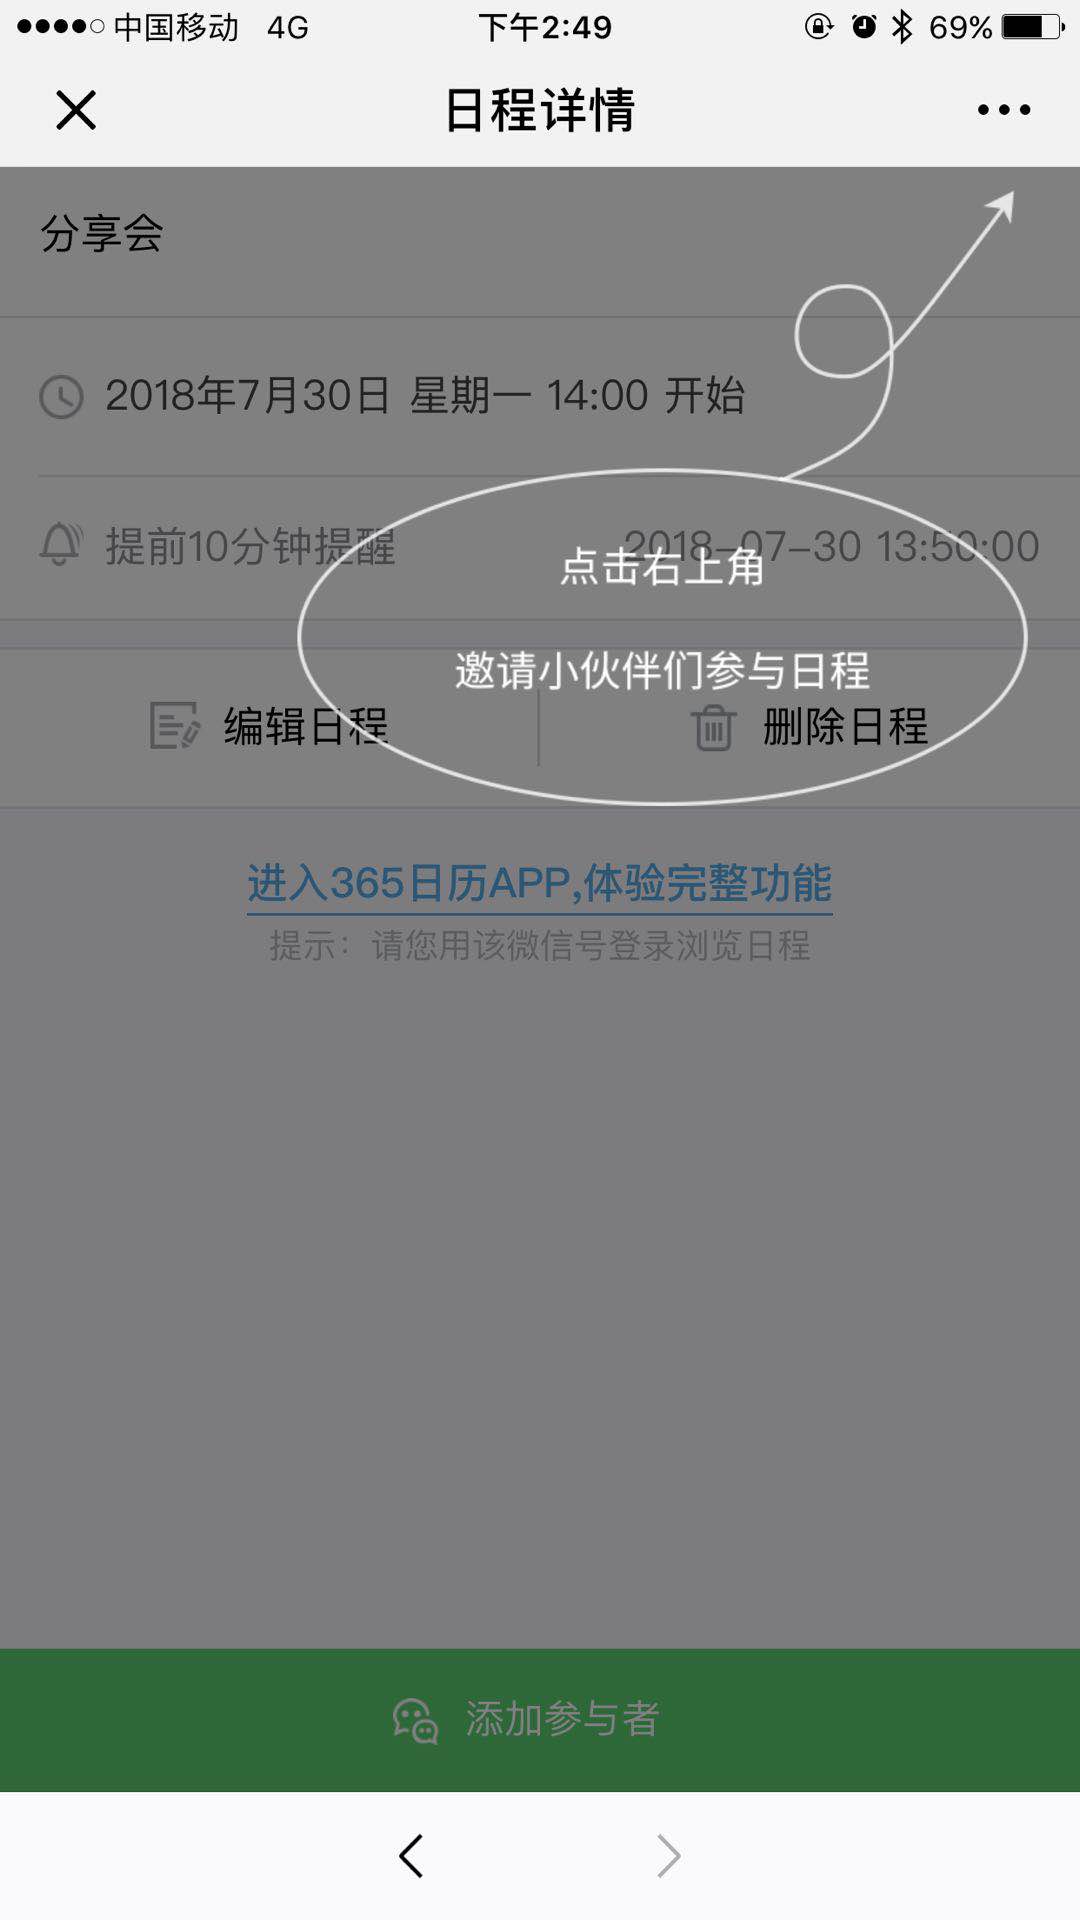 中国移动 4G 下午2:49 69%
日程详情
分享会
2018年7月30日 星期一 14:00 开始
提前10分钟提醒 2018-07-30 13:50:00
点击右上角
邀请小伙伴们参与日程
编辑日程 删除日程
进入365日历APP,体验完整功能
提示：请您用该微信号登录浏览日程
添加参与者